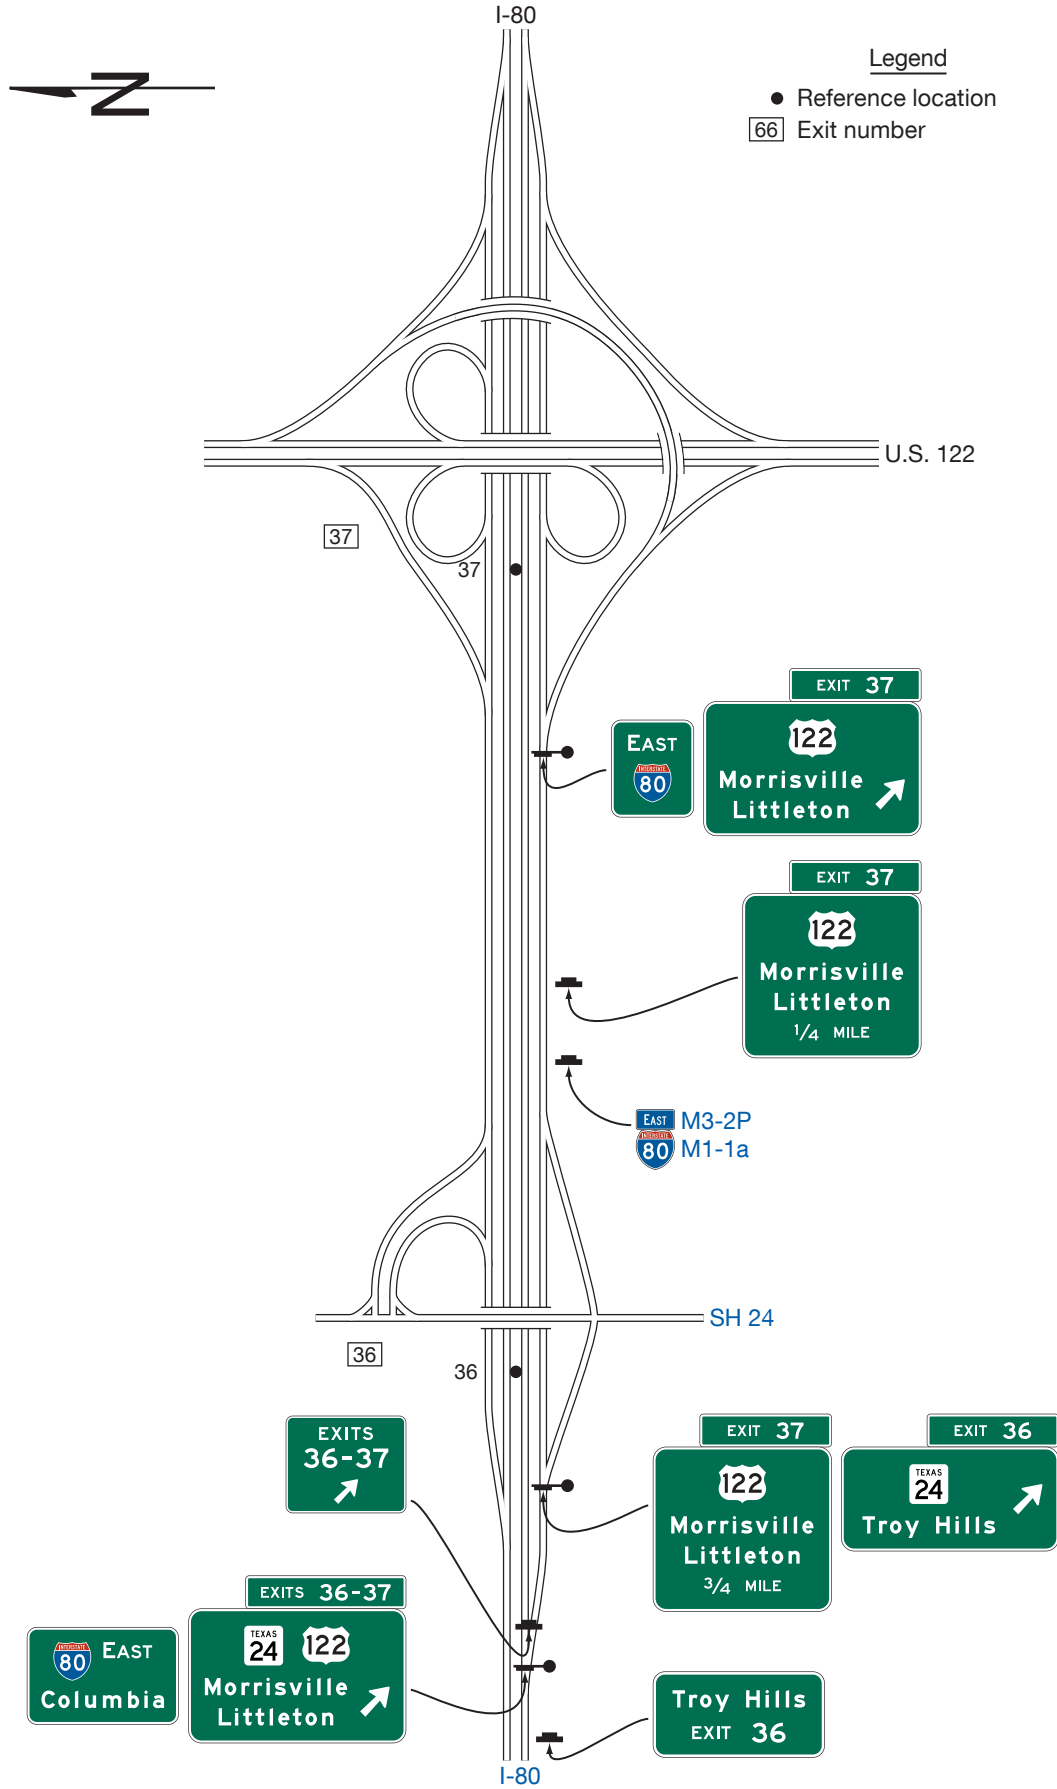 I-80
N
Legend
Reference location
66 Exit number
U.S. 122
37
37
EXIT 37
EAST
INTERSTATE
80
122
Morrisville
Littleton
EXIT 37
122
Morrisville
Littleton
1/4 MILE
EAST M3-2P
INTERSTATE
80 M1-1a
SH 24
36
36
EXITS
36-37
EXIT 37
122
Morrisville
Littleton
3/4 MILE
EXIT 36
TEXAS
24
Troy Hills
EXITS 36-37
INTERSTATE
80 EAST
Columbia
TEXAS
24 122
Morrisville
Littleton
Troy Hills
EXIT 36
I-80